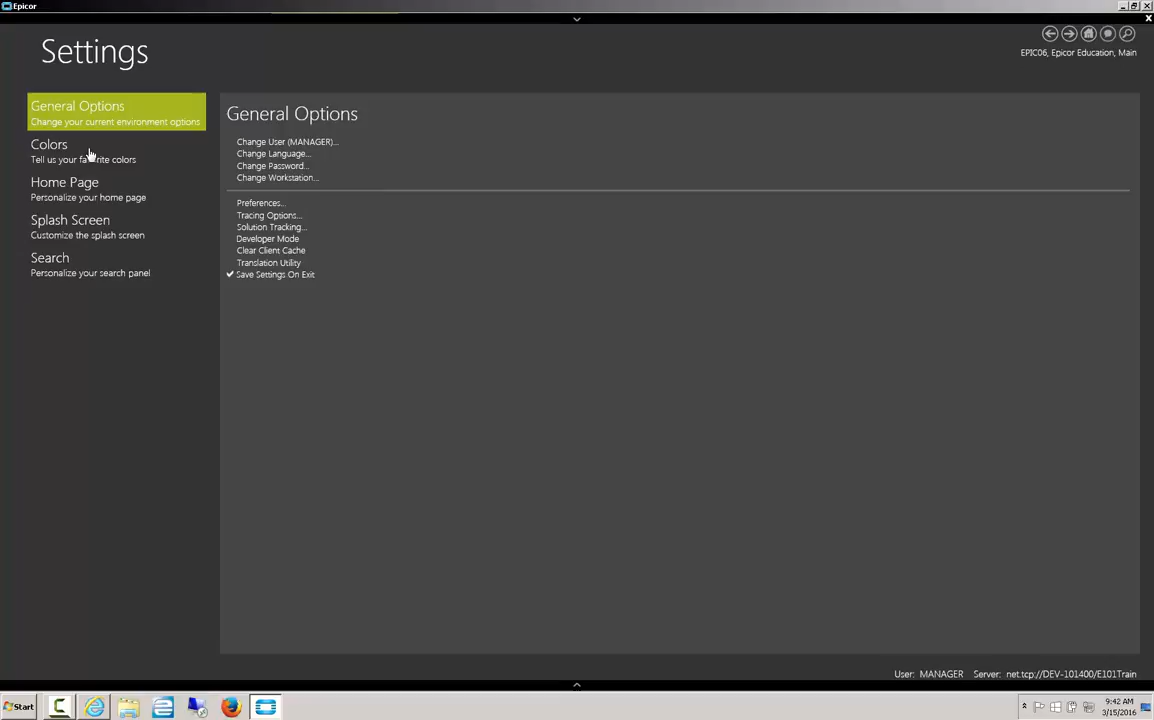 Epicor
Settings
EPIC06, Epicor Education, Main
General Options
Change your current environment options
Colors
Tell us your favorite colors
Home Page
Personalize your home page
Splash Screen
Customize the splash screen
Search
Personalize your search panel
General Options
Change User (MANAGER)...
Change Language...
Change Password...
Change Workstation...
Preferences...
Tracing Options...
Solution Tracking...
Developer Mode
Clear Client Cache
Translation Utility
Save Settings On Exit
User: MANAGER Server: net.tcp://DEV-101400/E101Train
Start
9:42 AM
3/15/2016